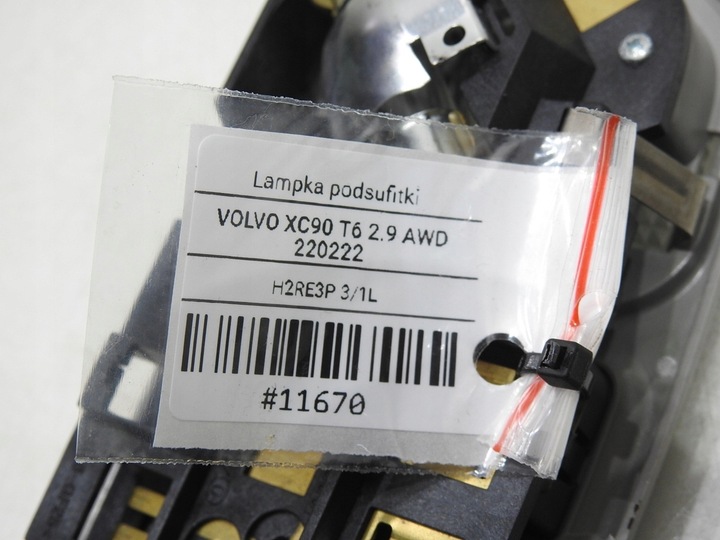 Lampka podsufitki
VOLVO XC90 T6 2.9 AWD
220222
H2RE3P 3/1L
#11670